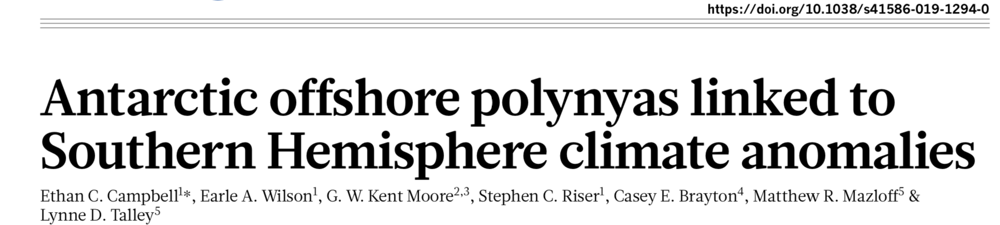 https://doi.org/10.1038/s41586-019-1294-0
Antarctic offshore polynyas linked to
Southern Hemisphere climate anomalies
Ethan C. Campbell¹*, Earle A. Wilson¹, G. W. Kent Moore²,³, Stephen C. Riser¹, Casey E. Brayton⁴, Matthew R. Mazloff⁵ &
Lynne D. Talley⁵